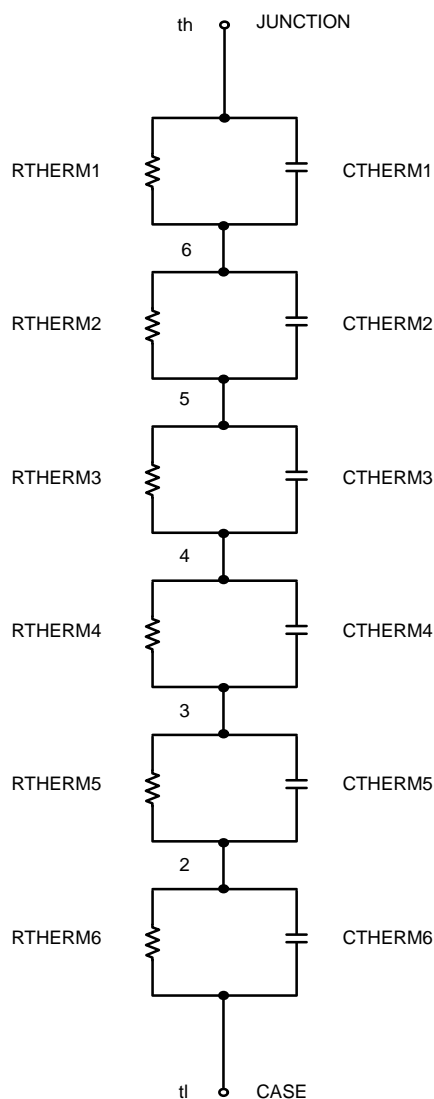 th JUNCTION
RTHERM1 CTHERM1
6
RTHERM2 CTHERM2
5
RTHERM3 CTHERM3
4
RTHERM4 CTHERM4
3
RTHERM5 CTHERM5
2
RTHERM6 CTHERM6
tl CASE